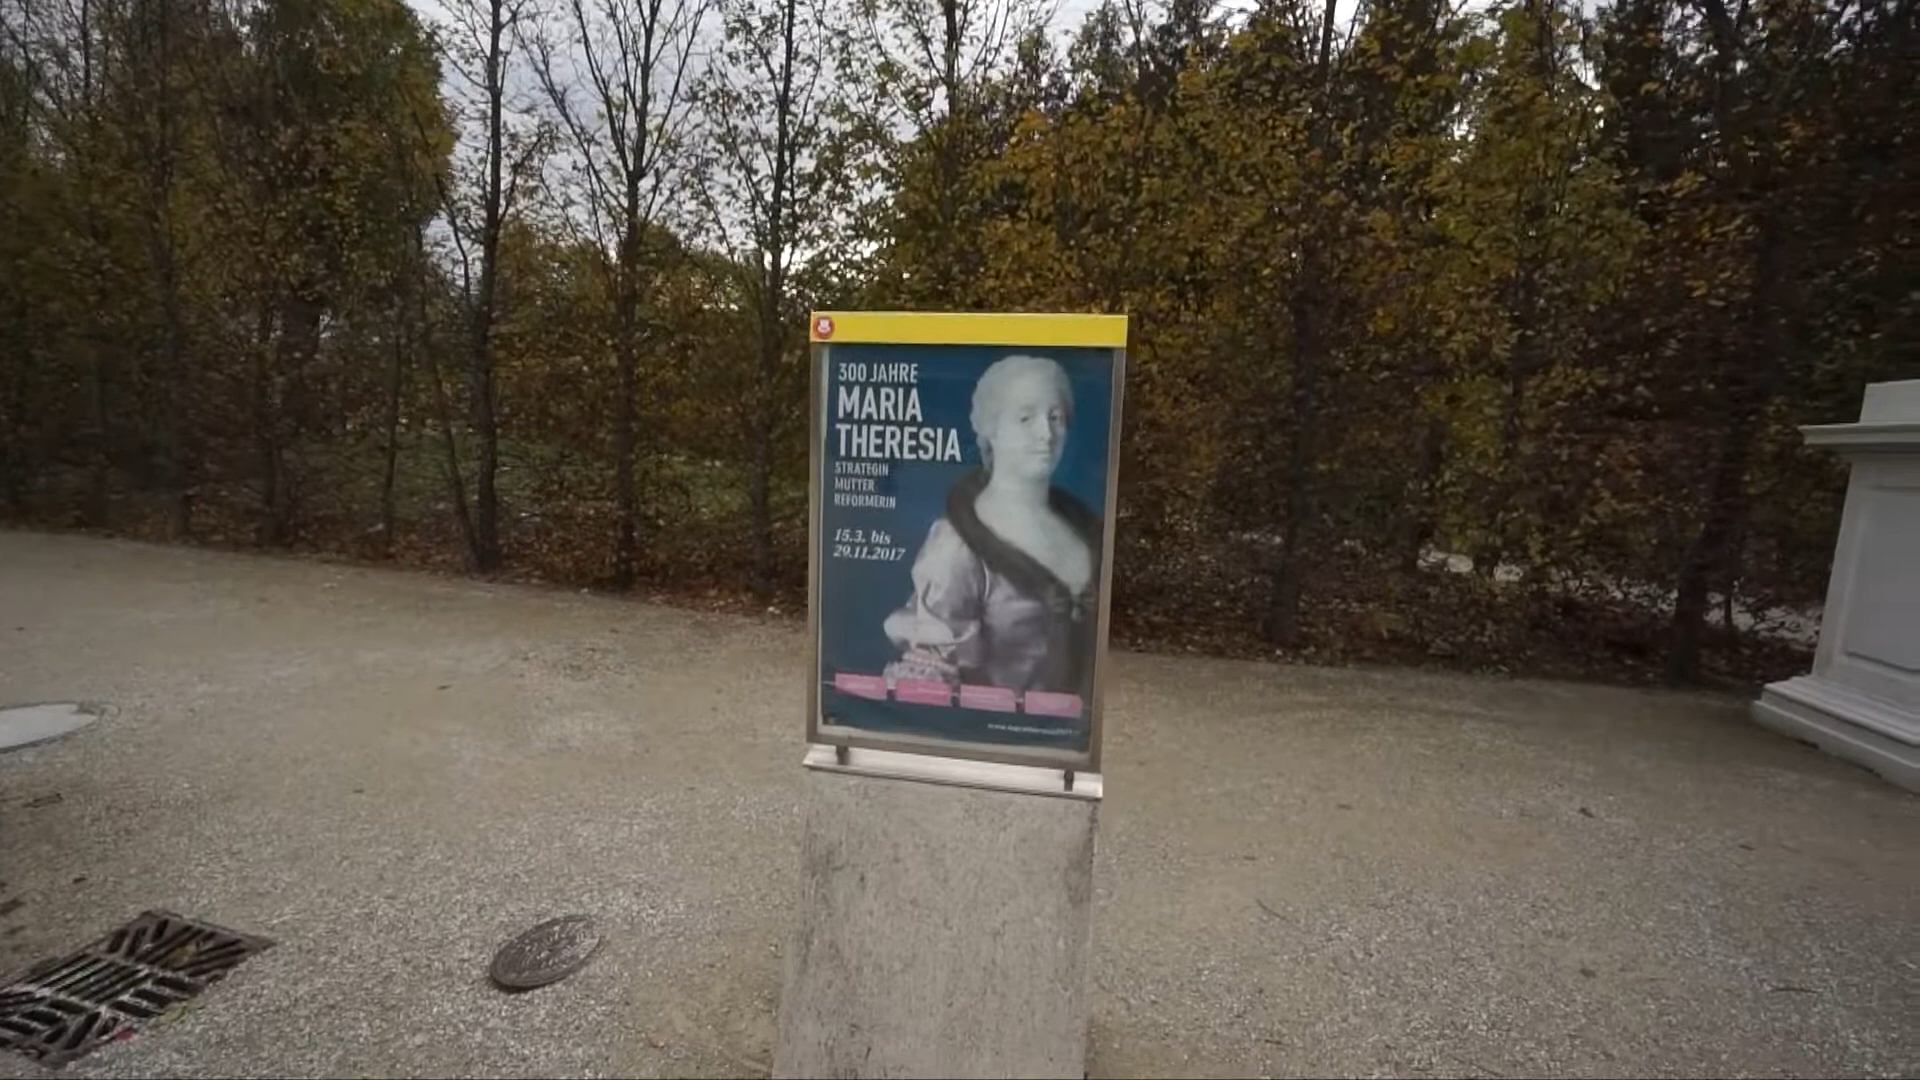 300 JAHRE
MARIA
THERESIA
STRATEGIN
MUTTER
REFORMERIN
15.3. bis
29.11.2017